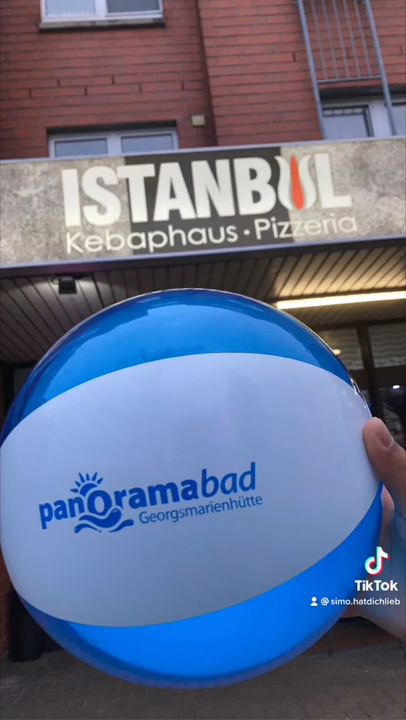 ISTANBUL
Kebaphaus · Pizzeria
panoramabad
Georgsmarienhütte
TikTok
@simo.hatdichlieb